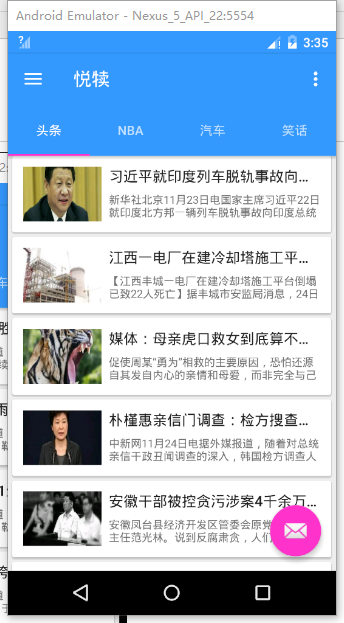 Android Emulator - Nexus_5_API_22:5554
3:35
悦犊
头条
NBA
汽车
笑话
习近平就印度列车脱轨事故向...
新华社北京11月23日电国家主席习近平22日
就印度北方邦一辆列车脱轨事故向印度总统
江西一电厂在建冷却塔施工平...
【江西丰城一电厂在建冷却塔施工平台倒塌
已致22人死亡】据丰城市安监局消息，24日
媒体：母亲虎口救女到底算不...
促使周某“勇为”相救的主要原因，恐怕还源
自其发自内心的亲情和母爱，而非完全与己
朴槿惠亲信门调查：检方搜查...
中新网11月24日电据外媒报道，随着对总统
亲信干政丑闻调查的深入，韩国检方调查人
安徽干部被控贪污涉案4千余万...
安徽凤台县经济开发区管委会原党
主任范光林。说到反腐肃贪，人们